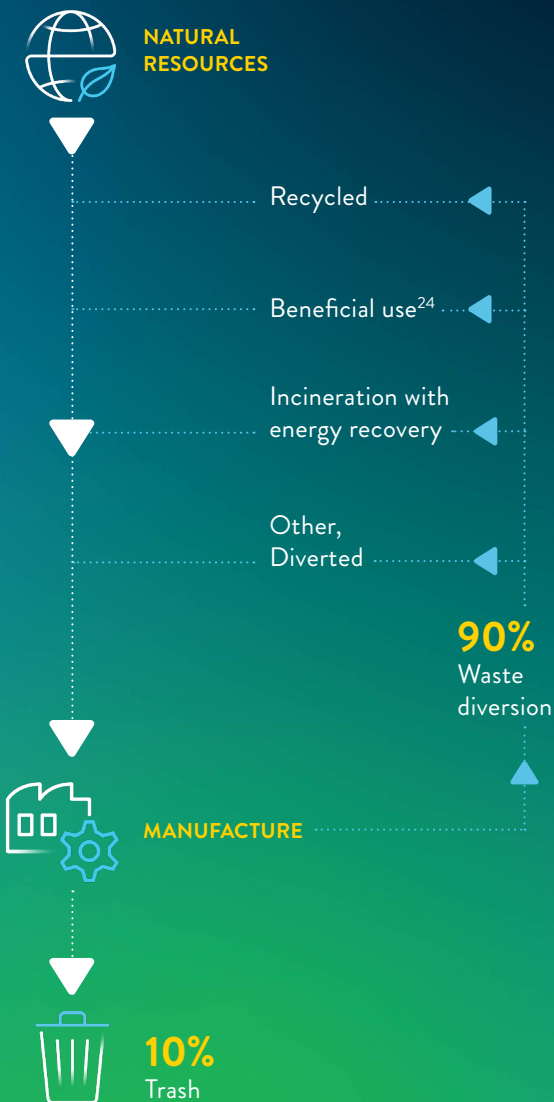 NATURAL
RESOURCES
Recycled
Beneficial use²⁴
Incineration with
energy recovery
Other,
Diverted
90%
Waste
diversion
MANUFACTURE
10%
Trash